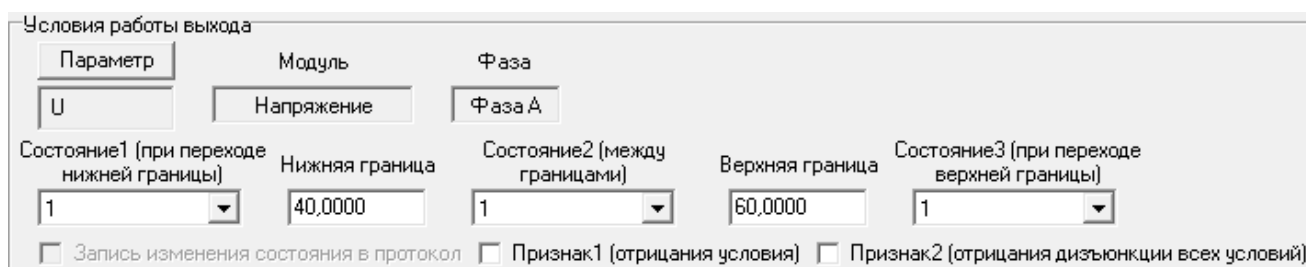 Условия работы выхода
Параметр Модуль Фаза
U Напряжение Фаза А
Состояние1 (при переходе нижней границы) Нижняя граница Состояние2 (между границами) Верхняя граница Состояние3 (при переходе верхней границы)
1 40,0000 1 60,0000 1
Запись изменения состояния в протокол Признак1 (отрицания условия) Признак2 (отрицания дизъюнкции всех условий)